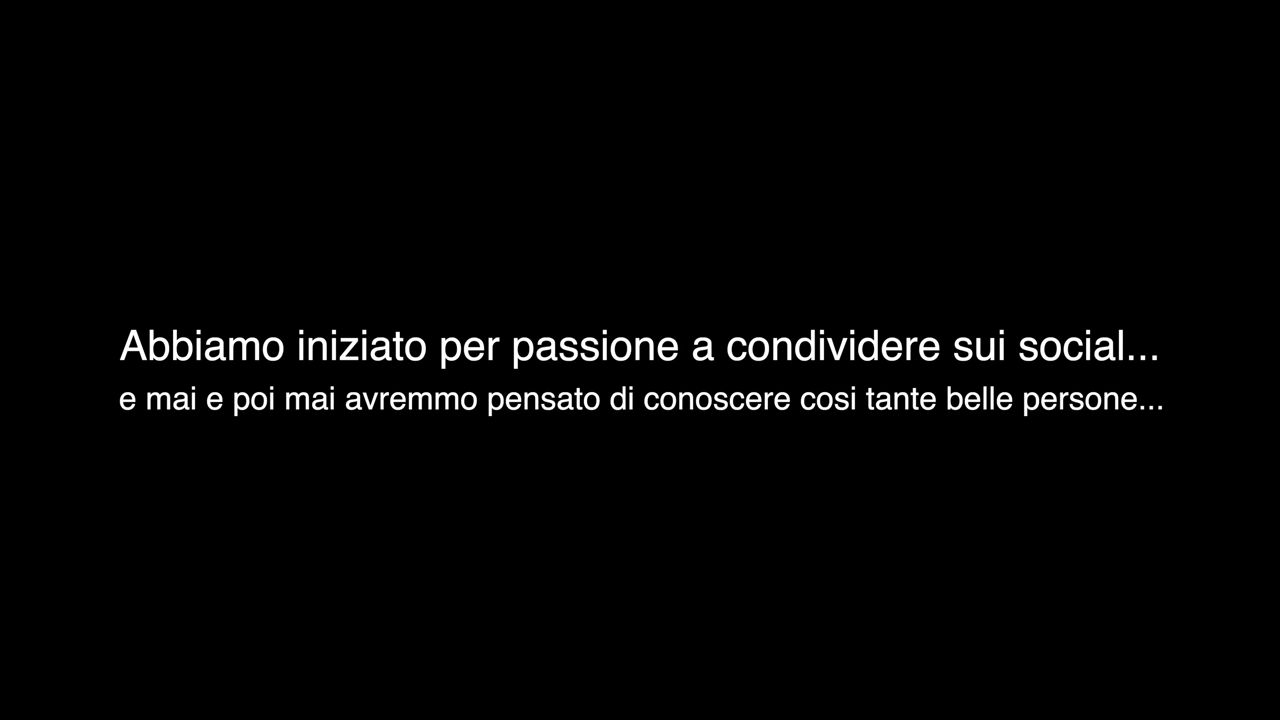 Abbiamo iniziato per passione a condividere sui social...
e mai e poi mai avremmo pensato di conoscere cosi tante belle persone...